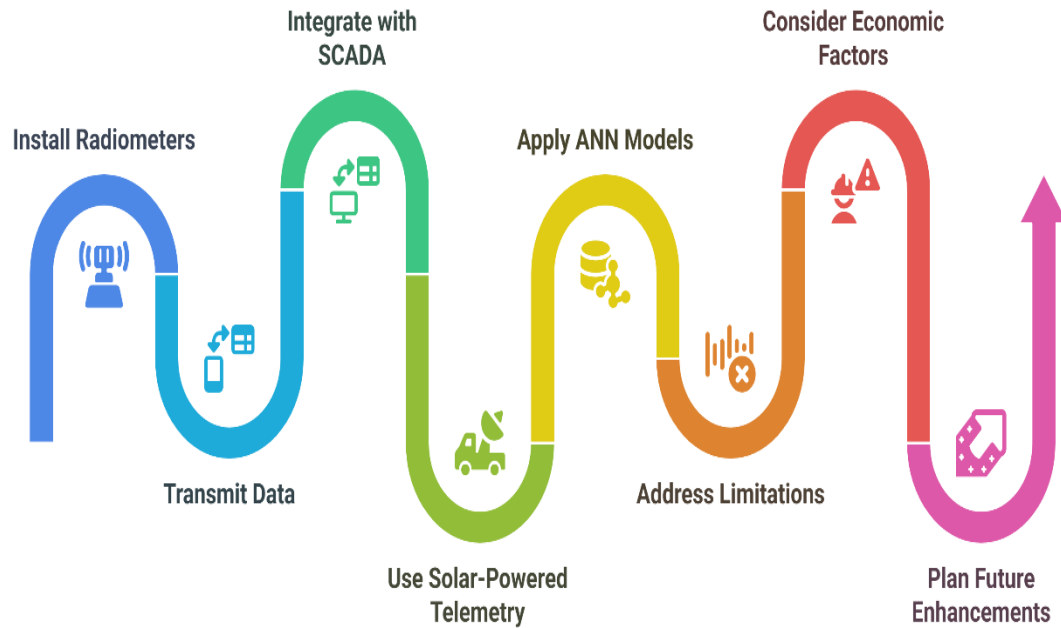 Install Radiometers
Transmit Data
Integrate with
SCADA
Use Solar-Powered
Telemetry
Apply ANN Models
Address Limitations
Consider Economic
Factors
Plan Future
Enhancements